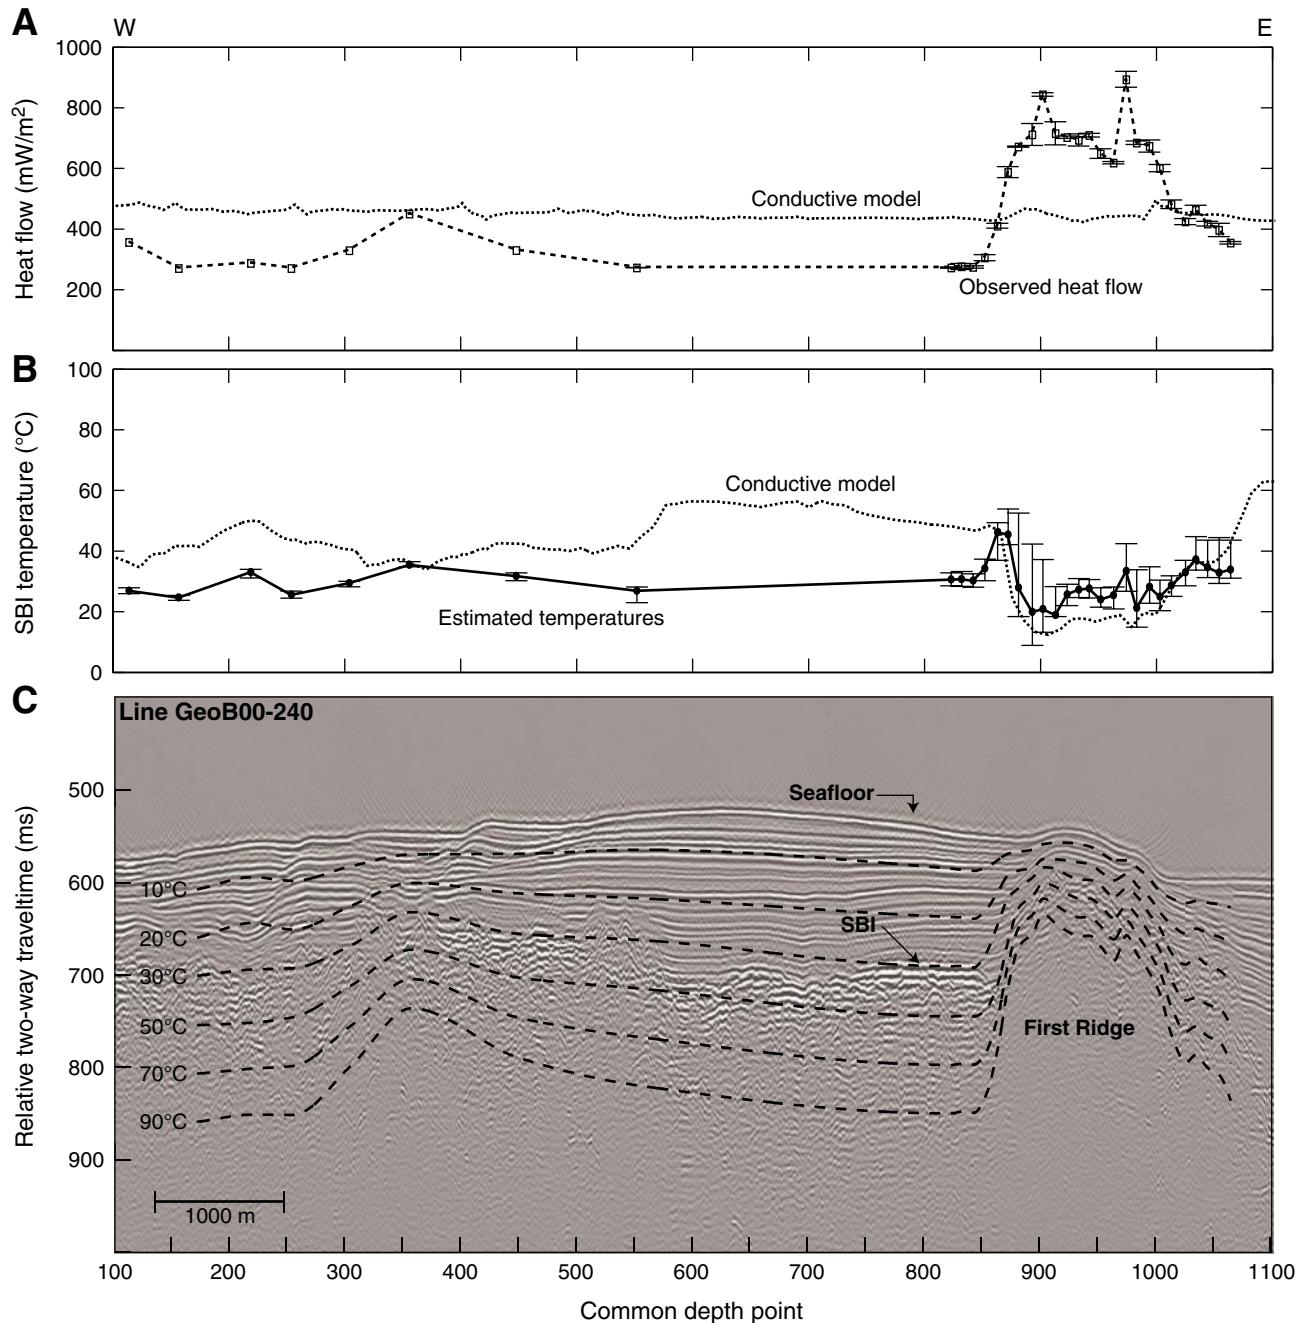 A
W
E
1000
800
600
400
200
Heat flow (mW/m²)
Conductive model
Observed heat flow
B
100
80
60
40
20
0
SBI temperature (°C)
Conductive model
Estimated temperatures
C
Line GeoB00-240
500
600
700
800
900
Relative two-way traveltime (ms)
Seafloor
SBI
First Ridge
10°C
20°C
30°C
50°C
70°C
90°C
1000 m
100 200 300 400 500 600 700 800 900 1000 1100
Common depth point